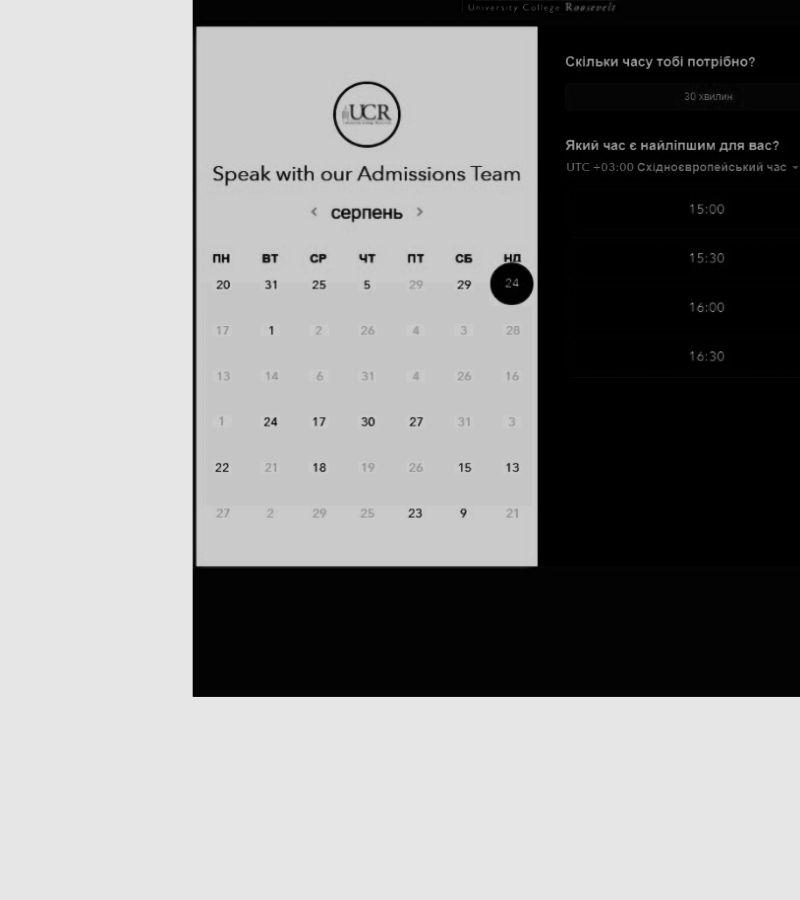 University College Roosevelt
UCR
Speak with our Admissions Team
< серпень >
ПН ВТ СР ЧТ ПТ СБ НД
20 31 25 5 29 29 24
17 1 2 26 4 3 28
13 14 6 31 4 26 16
1 24 17 30 27 31 3
22 21 18 19 26 15 13
27 2 29 25 23 9 21
Скільки часу тобі потрібно?
30 хвилин
Який час є найліпшим для вас?
UTC +03:00 Східноєвропейський час
15:00
15:30
16:00
16:30